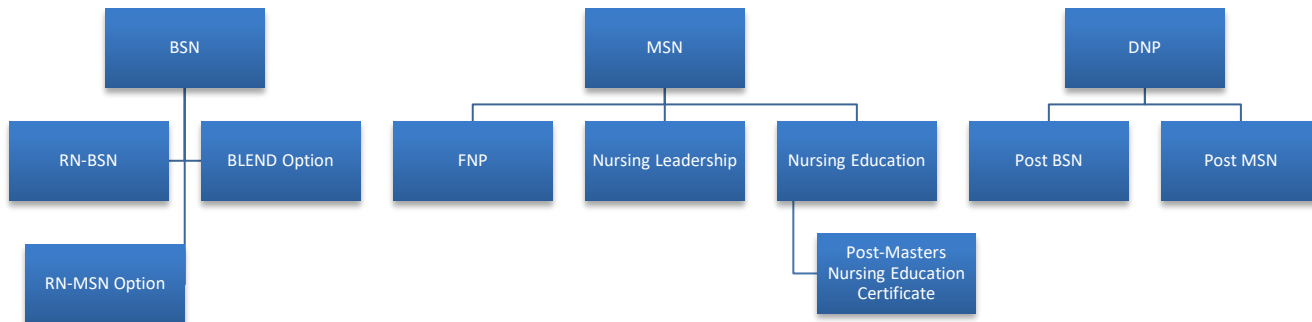 BSN
MSN
DNP
RN-BSN
BLEND Option
FNP
Nursing Leadership
Nursing Education
Post BSN
Post MSN
RN-MSN Option
Post-Masters
Nursing Education
Certificate